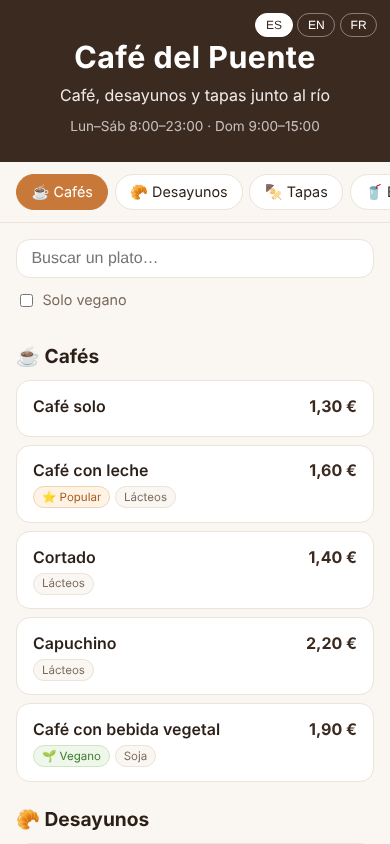 ES EN FR
Café del Puente
Café, desayunos y tapas junto al río
Lun–Sáb 8:00–23:00 · Dom 9:00–15:00
☕ Cafés 🥐 Desayunos 🍢 Tapas 🥤
Buscar un plato…
Solo vegano
☕ Cafés
Café solo 1,30 €
Café con leche 1,60 €
⭐ Popular Lácteos
Cortado 1,40 €
Lácteos
Capuchino 2,20 €
Lácteos
Café con bebida vegetal 1,90 €
🌱 Vegano Soja
🥐 Desayunos